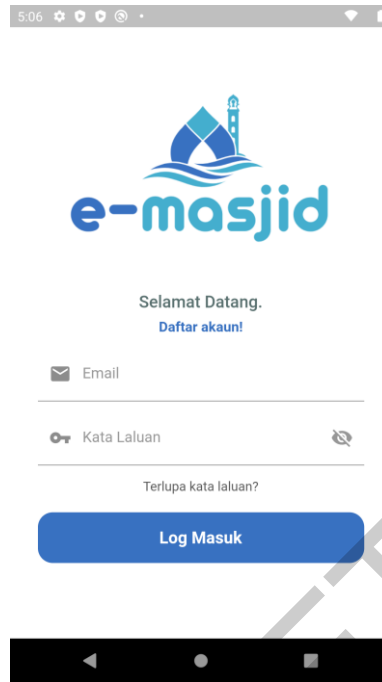 5:06
e-masjid
Selamat Datang.
Daftar akaun!
Email
Kata Laluan
Terlupa kata laluan?
Log Masuk